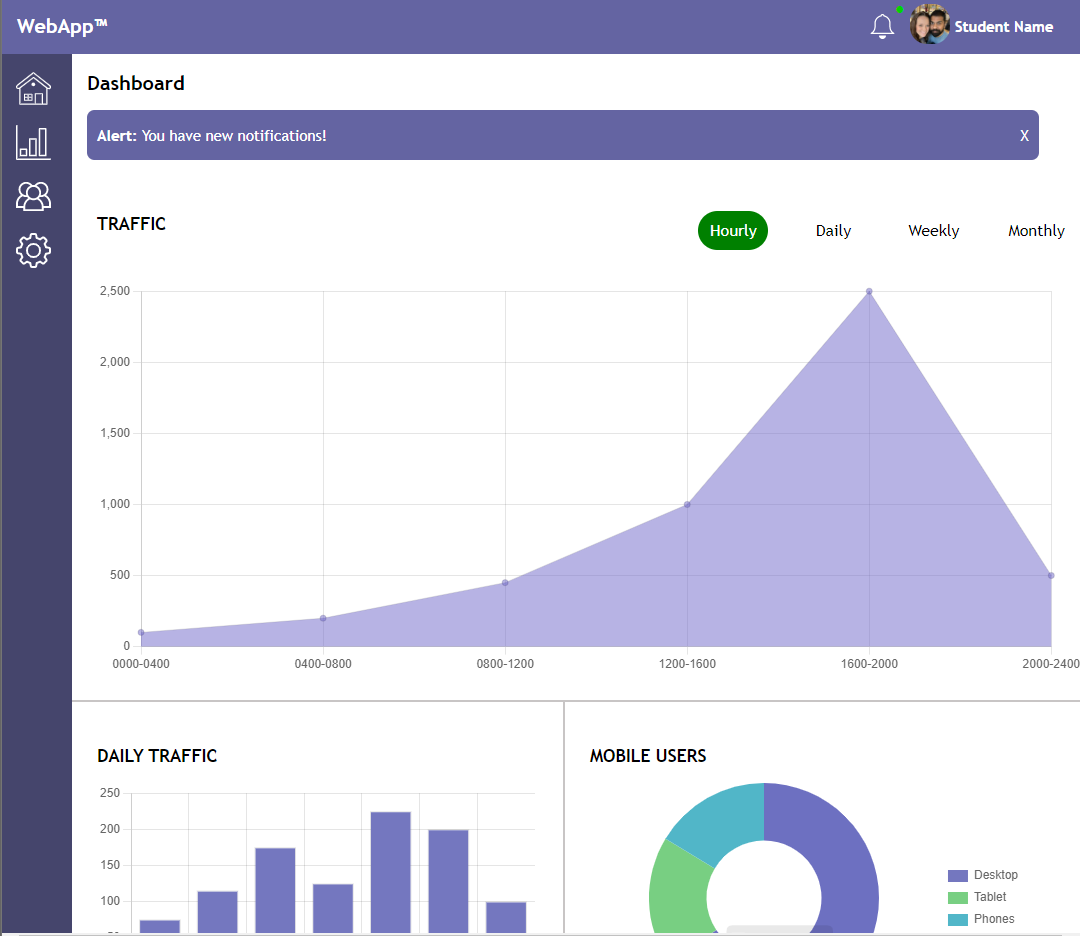 WebApp™
Student Name
Dashboard
Alert: You have new notifications!
X
TRAFFIC
Hourly
Daily
Weekly
Monthly
2,500
2,000
1,500
1,000
500
0
0000-0400
0400-0800
0800-1200
1200-1600
1600-2000
2000-2400
DAILY TRAFFIC
250
200
150
100
MOBILE USERS
Desktop
Tablet
Phones